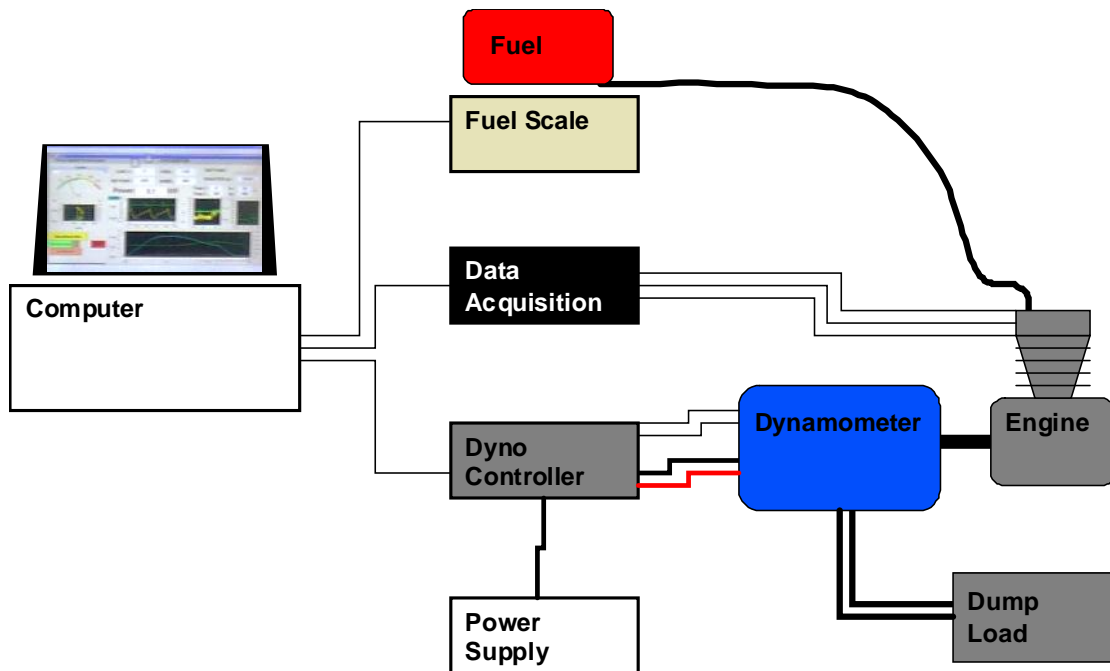 Fuel
Fuel Scale
Computer
Data
Acquisition
Dyno
Controller
Dynamometer
Engine
Power
Supply
Dump
Load